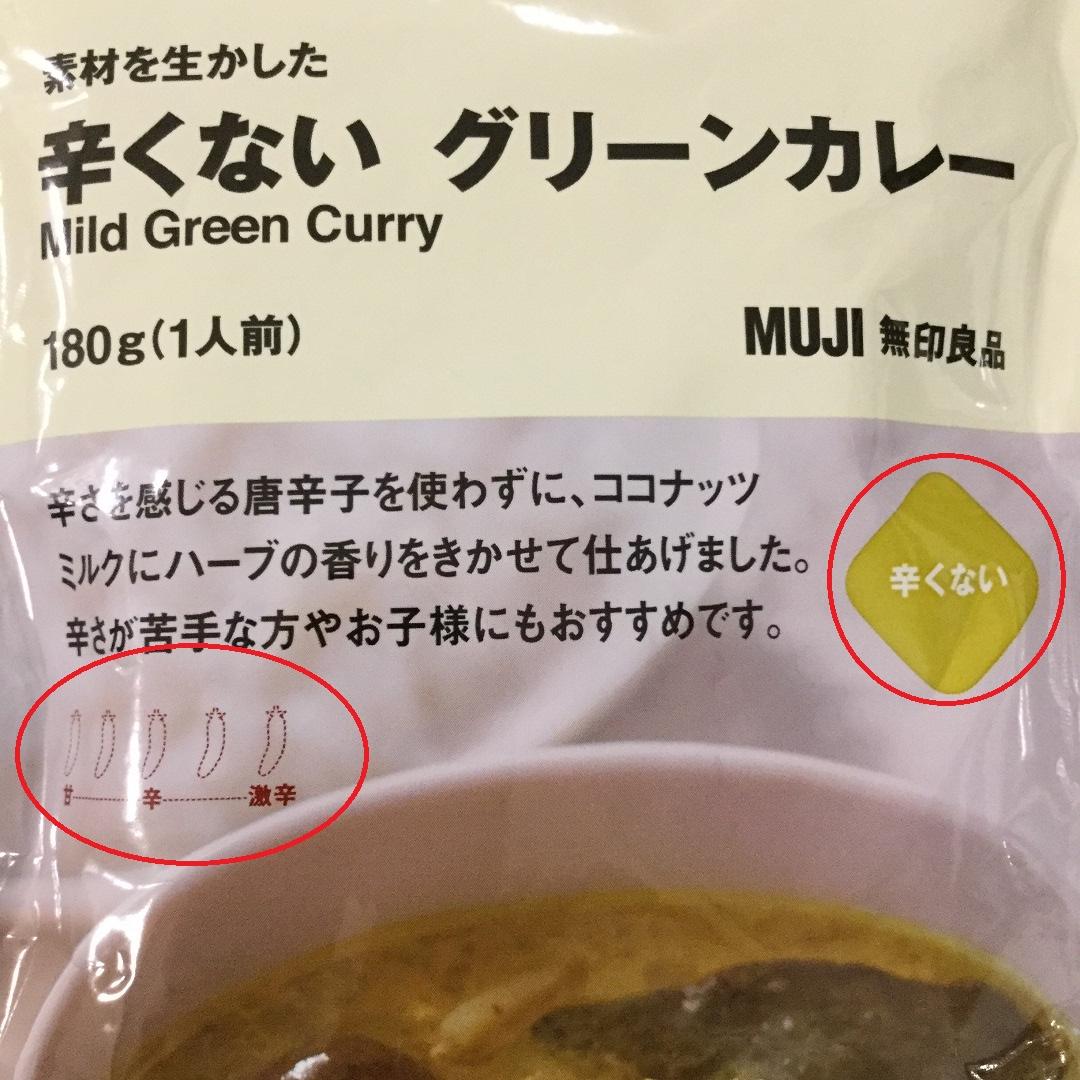 素材を生かした
辛くない グリーンカレー
Mild Green Curry
180g(1人前)
MUJI 無印良品
辛さを感じる唐辛子を使わずに、ココナッツ
ミルクにハーブの香りをきかせて仕あげました。
辛さが苦手な方やお子様にもおすすめです。
辛くない
甘 辛 激辛